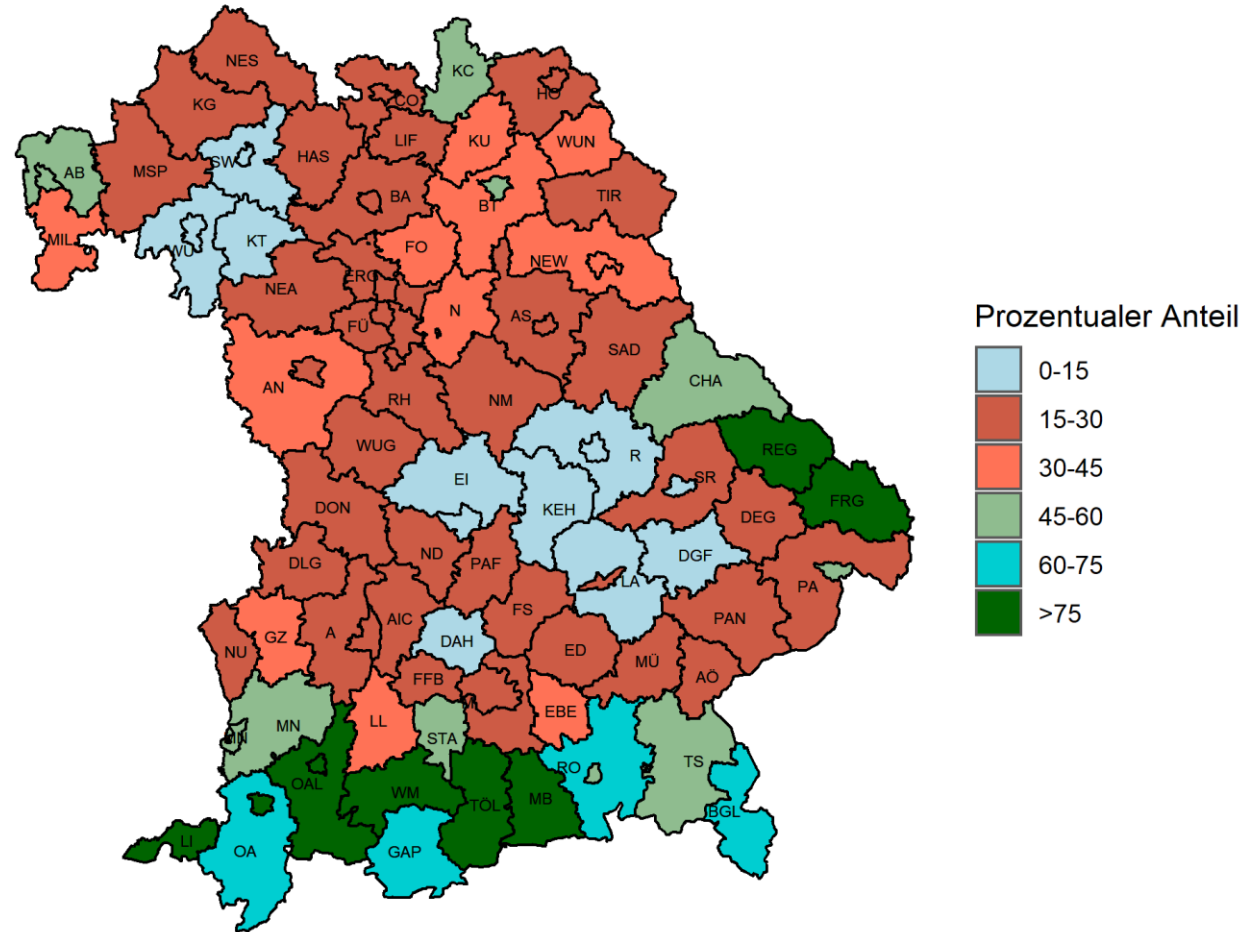 NES
KC
KG
CO
HO
AB
MSP
SW
HAS
LIF
KU
WUN
BA
BT
TIR
MIL
WÜ
KT
FO
NEW
NEA
ERC
N
AS
FÜ
SAD
AN
RH
NM
CHA
WUG
EI
R
SR
REG
KEH
FRG
DON
DEG
ND
DGF
DLG
PAF
LA
PA
AIC
FS
PAN
A
DAH
GZ
ED
NU
MÜ
AÖ
FFB
M
EBE
MN
LL
STA
MN
RO
TS
OAL
WM
TÖL
MB
BGL
LI
OA
GAP
Prozentualer Anteil
0-15
15-30
30-45
45-60
60-75
>75